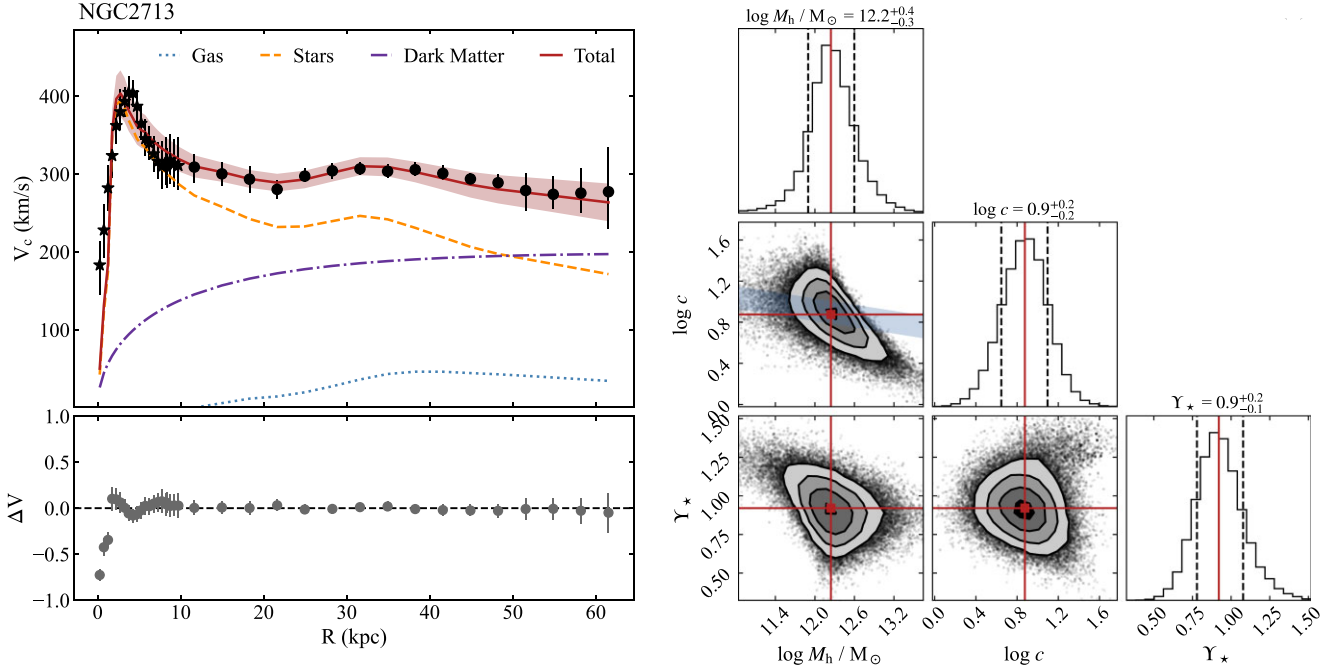 NGC2713
Gas Stars Dark Matter Total
V_c (km/s)
400
300
200
100
ΔV
1.0
0.5
0.0
−0.5
−1.0
0 10 20 30 40 50 60
R (kpc)
log M_h / M_⊙ = 12.2^{+0.4}_{−0.3}
log c = 0.9^{+0.2}_{−0.2}
log c
1.6
1.2
0.8
0.4
0
ϒ⋆ = 0.9^{+0.2}_{−0.1}
ϒ⋆
1.50
1.25
1.00
0.75
0.50
11.4 12.0 12.6 13.2
log M_h / M_⊙
0.0 0.4 0.8 1.2 1.6
log c
0.50 0.75 1.00 1.25 1.50
ϒ⋆